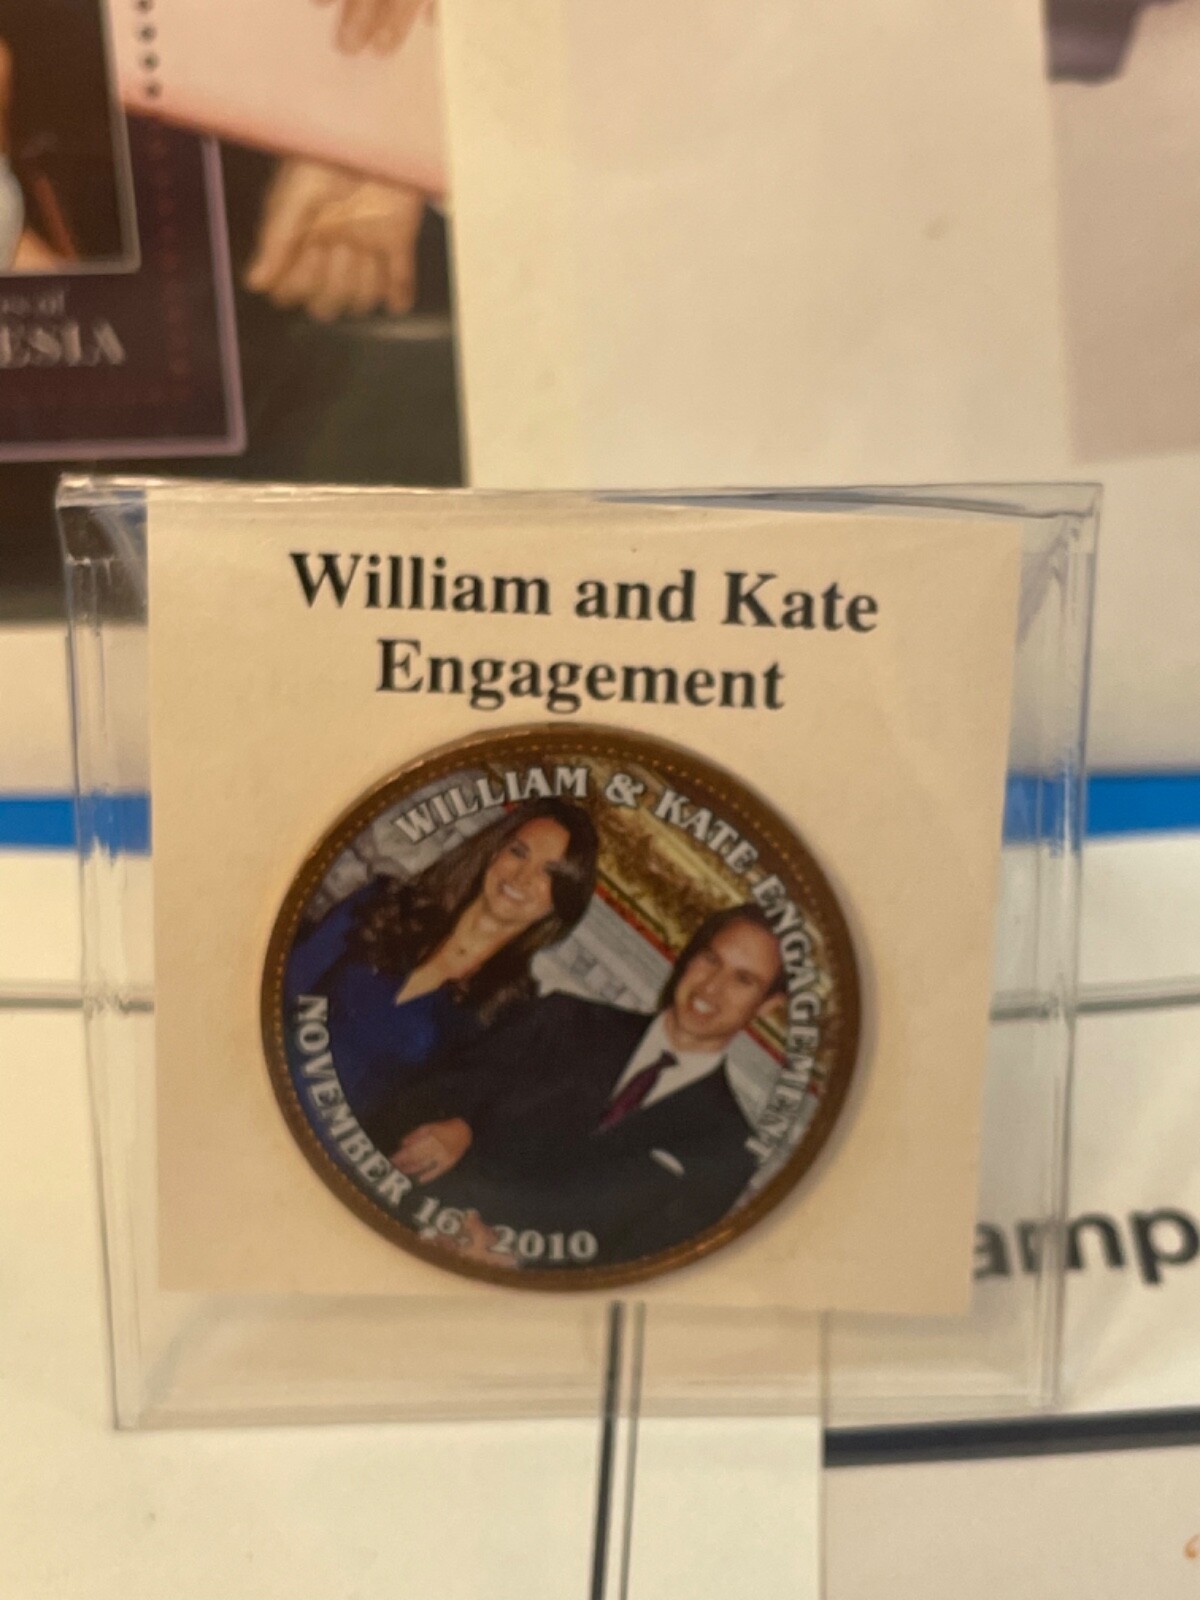 ESIA
William and Kate
Engagement
WILLIAM & KATE ENGAGEMENT
NOVEMBER 16, 2010
amp